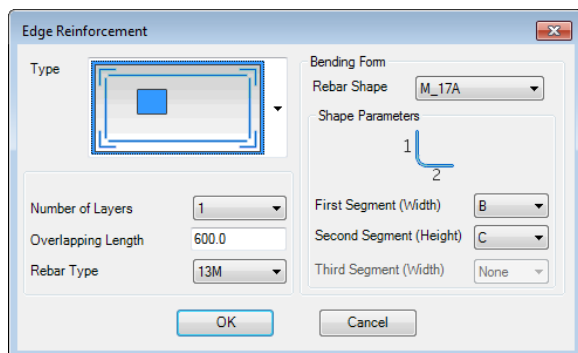 Edge Reinforcement
Type
Number of Layers 1
Overlapping Length 600.0
Rebar Type 13M
Bending Form
Rebar Shape M_17A
Shape Parameters
1
2
First Segment (Width) B
Second Segment (Height) C
Third Segment (Width) None
OK Cancel